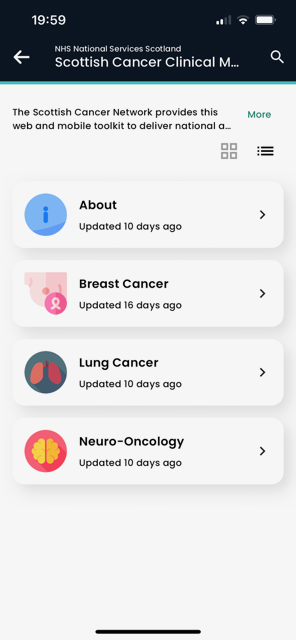 19:59
NHS National Services Scotland
Scottish Cancer Clinical M...
The Scottish Cancer Network provides this
More
web and mobile toolkit to deliver national a...
About
Updated 10 days ago
Breast Cancer
Updated 16 days ago
Lung Cancer
Updated 10 days ago
Neuro-Oncology
Updated 10 days ago